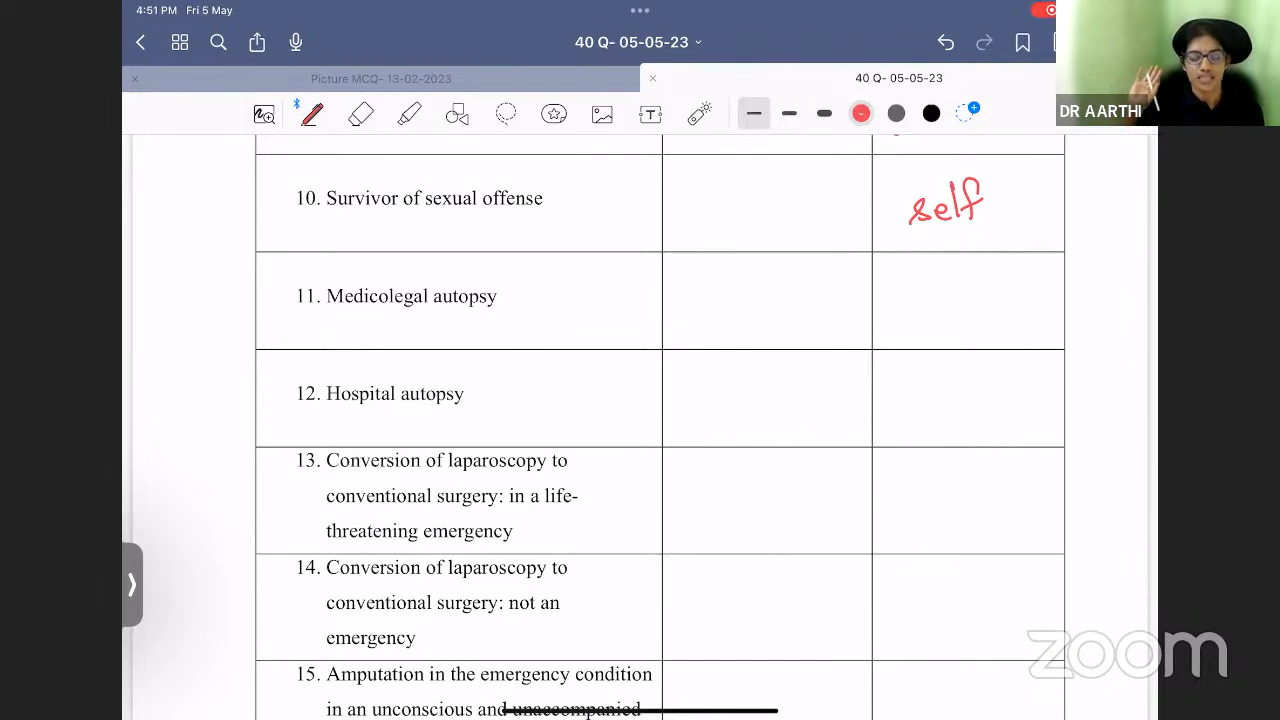 4:51 PM Fri 5 May
40 Q- 05-05-23
Picture MCQ- 13-02-2023
40 Q- 05-05-23
DR AARTHI
10. Survivor of sexual offense
self
11. Medicolegal autopsy
12. Hospital autopsy
13. Conversion of laparoscopy to
conventional surgery: in a life-
threatening emergency
14. Conversion of laparoscopy to
conventional surgery: not an
emergency
15. Amputation in the emergency condition
in an unconscious and unaccompanied
zoom